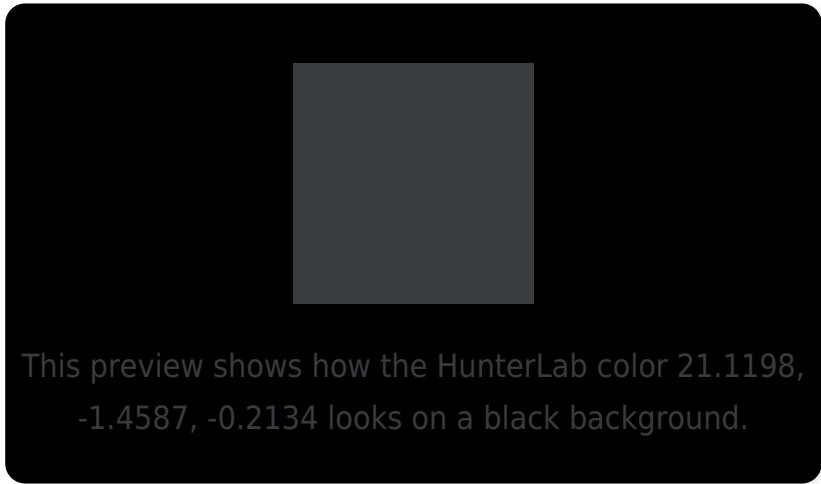 This preview shows how the HunterLab color 21.1198,
-1.4587, -0.2134 looks on a black background.